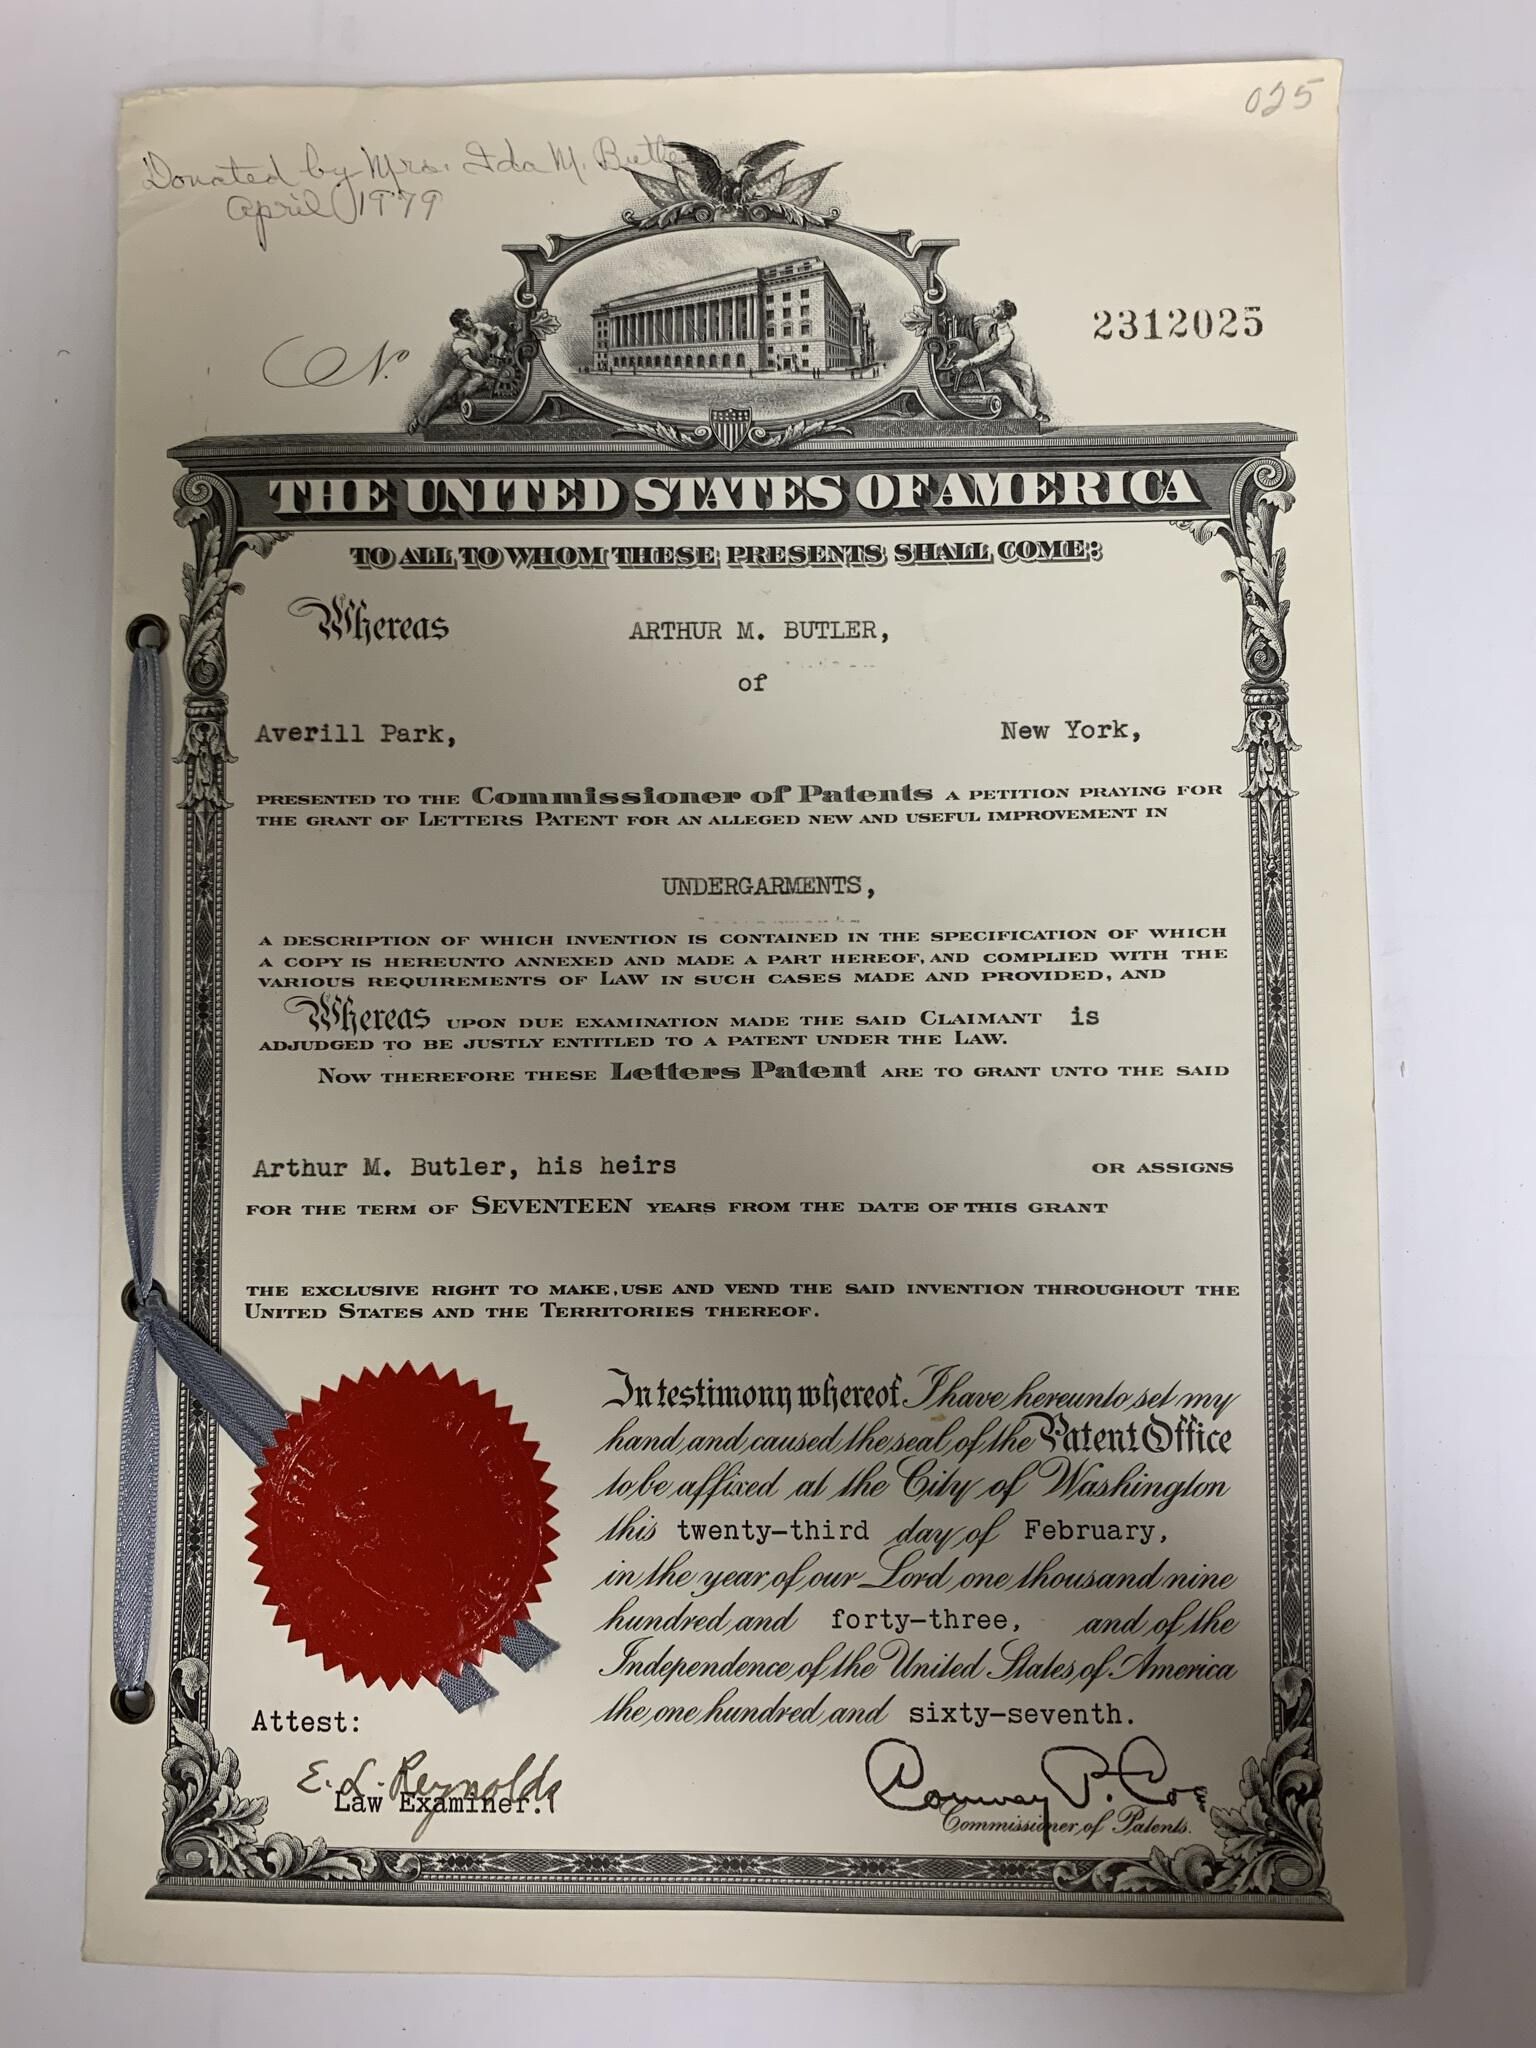 025
Donated by Mrs. Ida M. Butler
April 1979
No.
2312025
THE UNITED STATES OF AMERICA
TO ALL TO WHOM THESE PRESENTS SHALL COME:
Whereas ARTHUR M. BUTLER,
of
Averill Park, New York,
PRESENTED TO THE Commissioner of Patents A PETITION PRAYING FOR
THE GRANT OF LETTERS PATENT FOR AN ALLEGED NEW AND USEFUL IMPROVEMENT IN
UNDERGARMENTS,
A DESCRIPTION OF WHICH INVENTION IS CONTAINED IN THE SPECIFICATION OF WHICH
A COPY IS HEREUNTO ANNEXED AND MADE A PART HEREOF, AND COMPLIED WITH THE
VARIOUS REQUIREMENTS OF LAW IN SUCH CASES MADE AND PROVIDED, AND
Whereas UPON DUE EXAMINATION MADE THE SAID CLAIMANT is
ADJUDGED TO BE JUSTLY ENTITLED TO A PATENT UNDER THE LAW.
NOW THEREFORE THESE Letters Patent ARE TO GRANT UNTO THE SAID
Arthur M. Butler, his heirs OR ASSIGNS
FOR THE TERM OF SEVENTEEN YEARS FROM THE DATE OF THIS GRANT
THE EXCLUSIVE RIGHT TO MAKE, USE AND VEND THE SAID INVENTION THROUGHOUT THE
UNITED STATES AND THE TERRITORIES THEREOF.
In testimony whereof I have hereunto set my
hand and caused the seal of the Patent Office
to be affixed at the City of Washington
this twenty-third day of February,
in the year of our Lord one thousand nine
hundred and forty-three, and of the
Independence of the United States of America
the one hundred and sixty-seventh.
Attest:
E. L. Reynolds
Law Examiner.
Conway P. Coe
Commissioner of Patents.